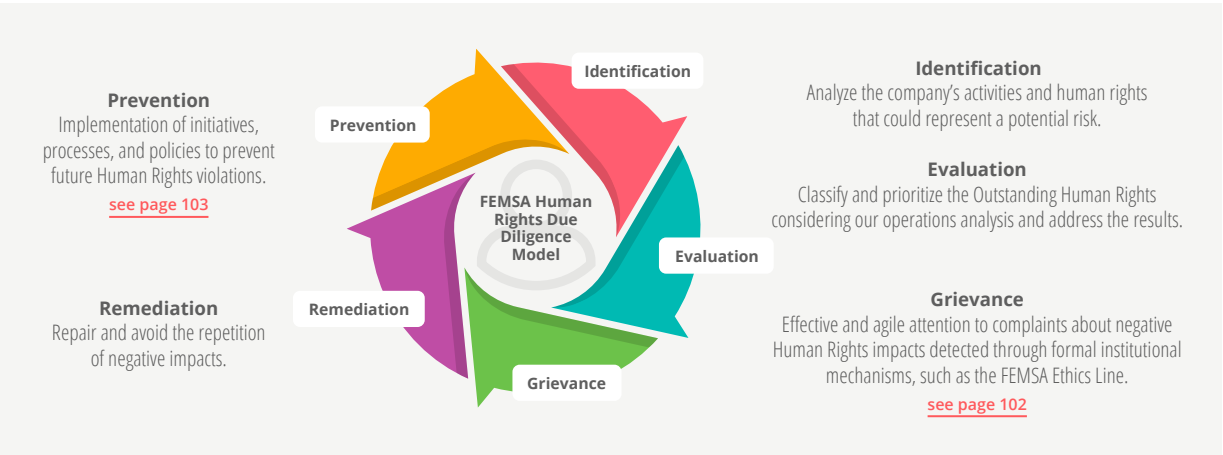 Prevention
Implementation of initiatives,
processes, and policies to prevent
future Human Rights violations.
see page 103
Remediation
Repair and avoid the repetition
of negative impacts.
Identification
Prevention
FEMSA Human
Rights Due
Diligence
Model
Evaluation
Remediation
Grievance
Identification
Analyze the company’s activities and human rights
that could represent a potential risk.
Evaluation
Classify and prioritize the Outstanding Human Rights
considering our operations analysis and address the results.
Grievance
Effective and agile attention to complaints about negative
Human Rights impacts detected through formal institutional
mechanisms, such as the FEMSA Ethics Line.
see page 102